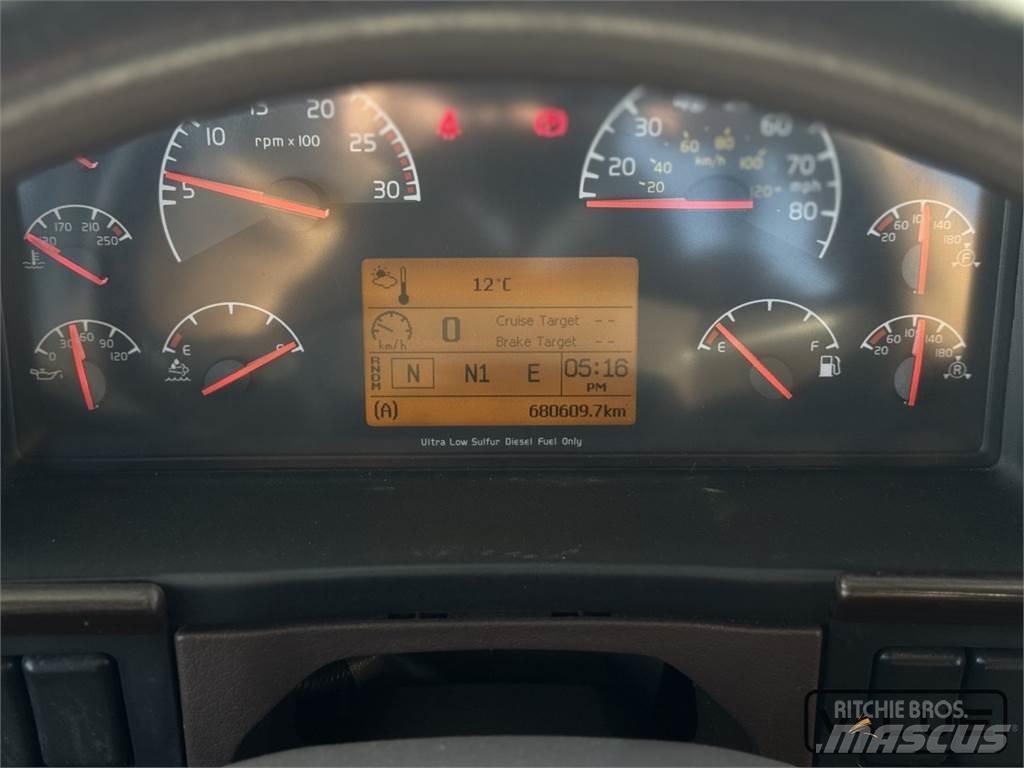 15 20
10 25
5 30
rpm x 100
40
30 60
20 70
80
60 80
40 km/h 100
20 120
mph
170 210
250
0 30 60 90 120
E
12°C
0 Cruise Target --
km/h Brake Target --
R
N
D
M
N N1 E 05:16
PM
(A) 680609.7km
Ultra Low Sulfur Diesel Fuel Only
E F
20 60 100 140 180
F
20 60 100 140 180
R
RITCHIE BROS.
MASCUS